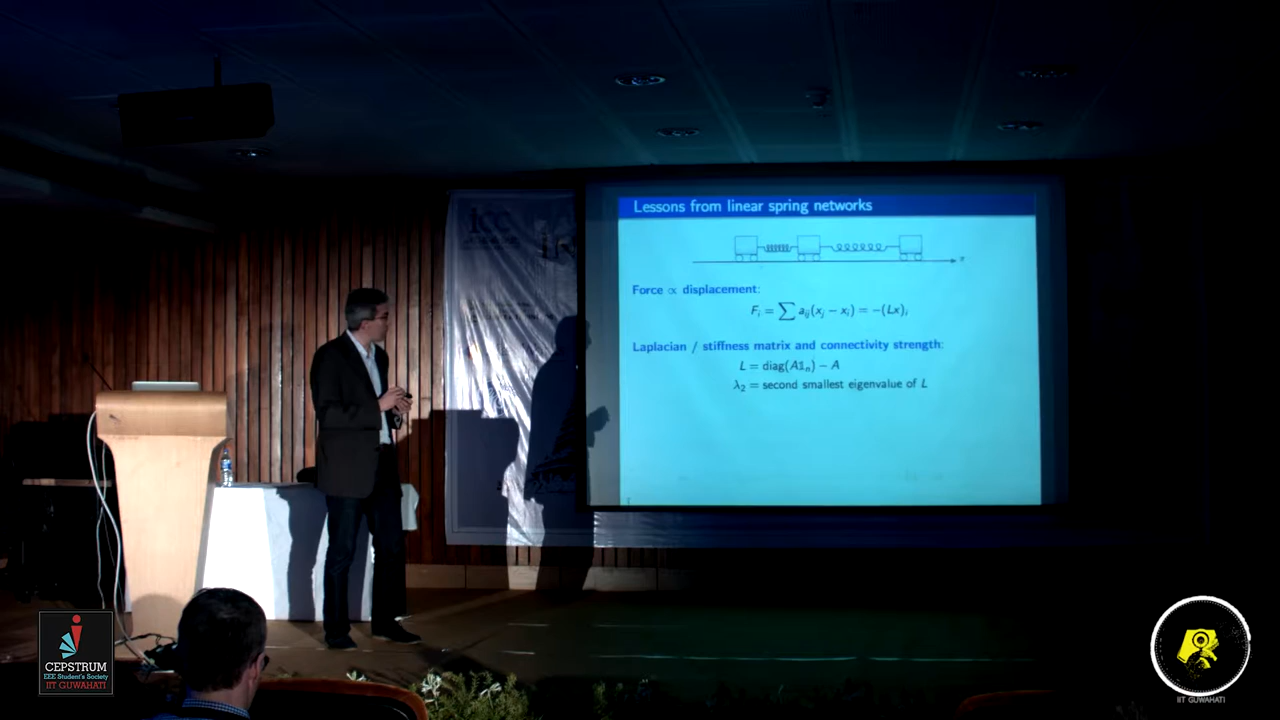 icc
Lessons from linear spring networks
Force ∝ displacement:
Fᵢ = ∑ aᵢⱼ(xⱼ − xᵢ) = −(Lx)ᵢ
Laplacian / stiffness matrix and connectivity strength:
L = diag(A𝟙ₙ) − A
λ₂ = second smallest eigenvalue of L
CEPSTRUM
EEE Student's Society
IIT GUWAHATI
IIT GUWAHATI